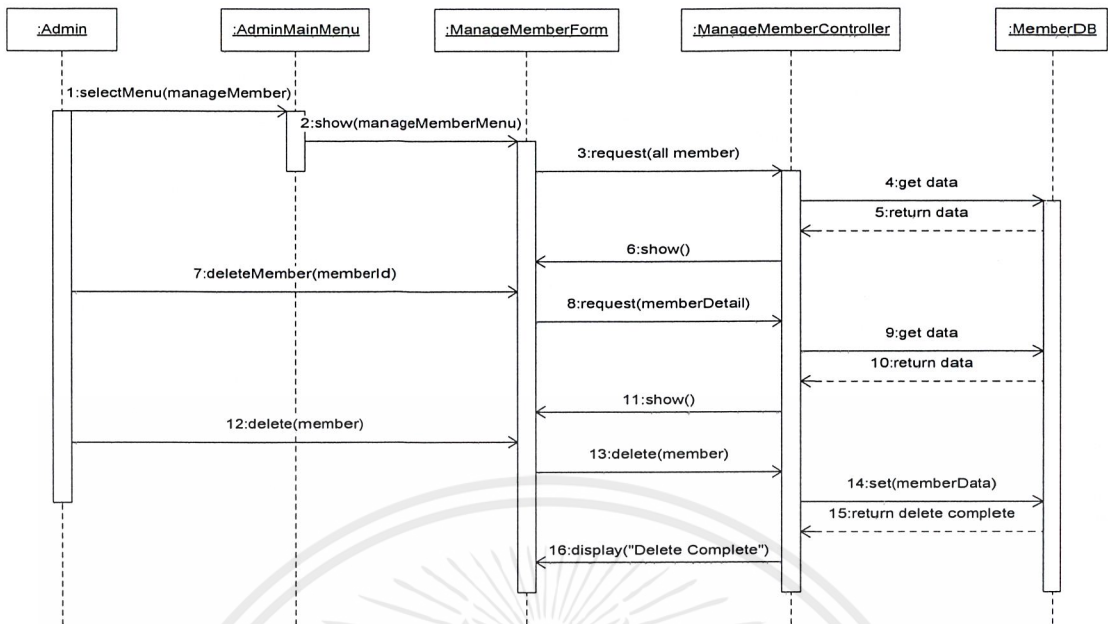 :Admin
:AdminMainMenu
:ManageMemberForm
:ManageMemberController
:MemberDB
1:selectMenu(manageMember)
2:show(manageMemberMenu)
3:request(all member)
4:get data
5:return data
6:show()
7:deleteMember(memberId)
8:request(memberDetail)
9:get data
10:return data
11:show()
12:delete(member)
13:delete(member)
14:set(memberData)
15:return delete complete
16:display("Delete Complete")